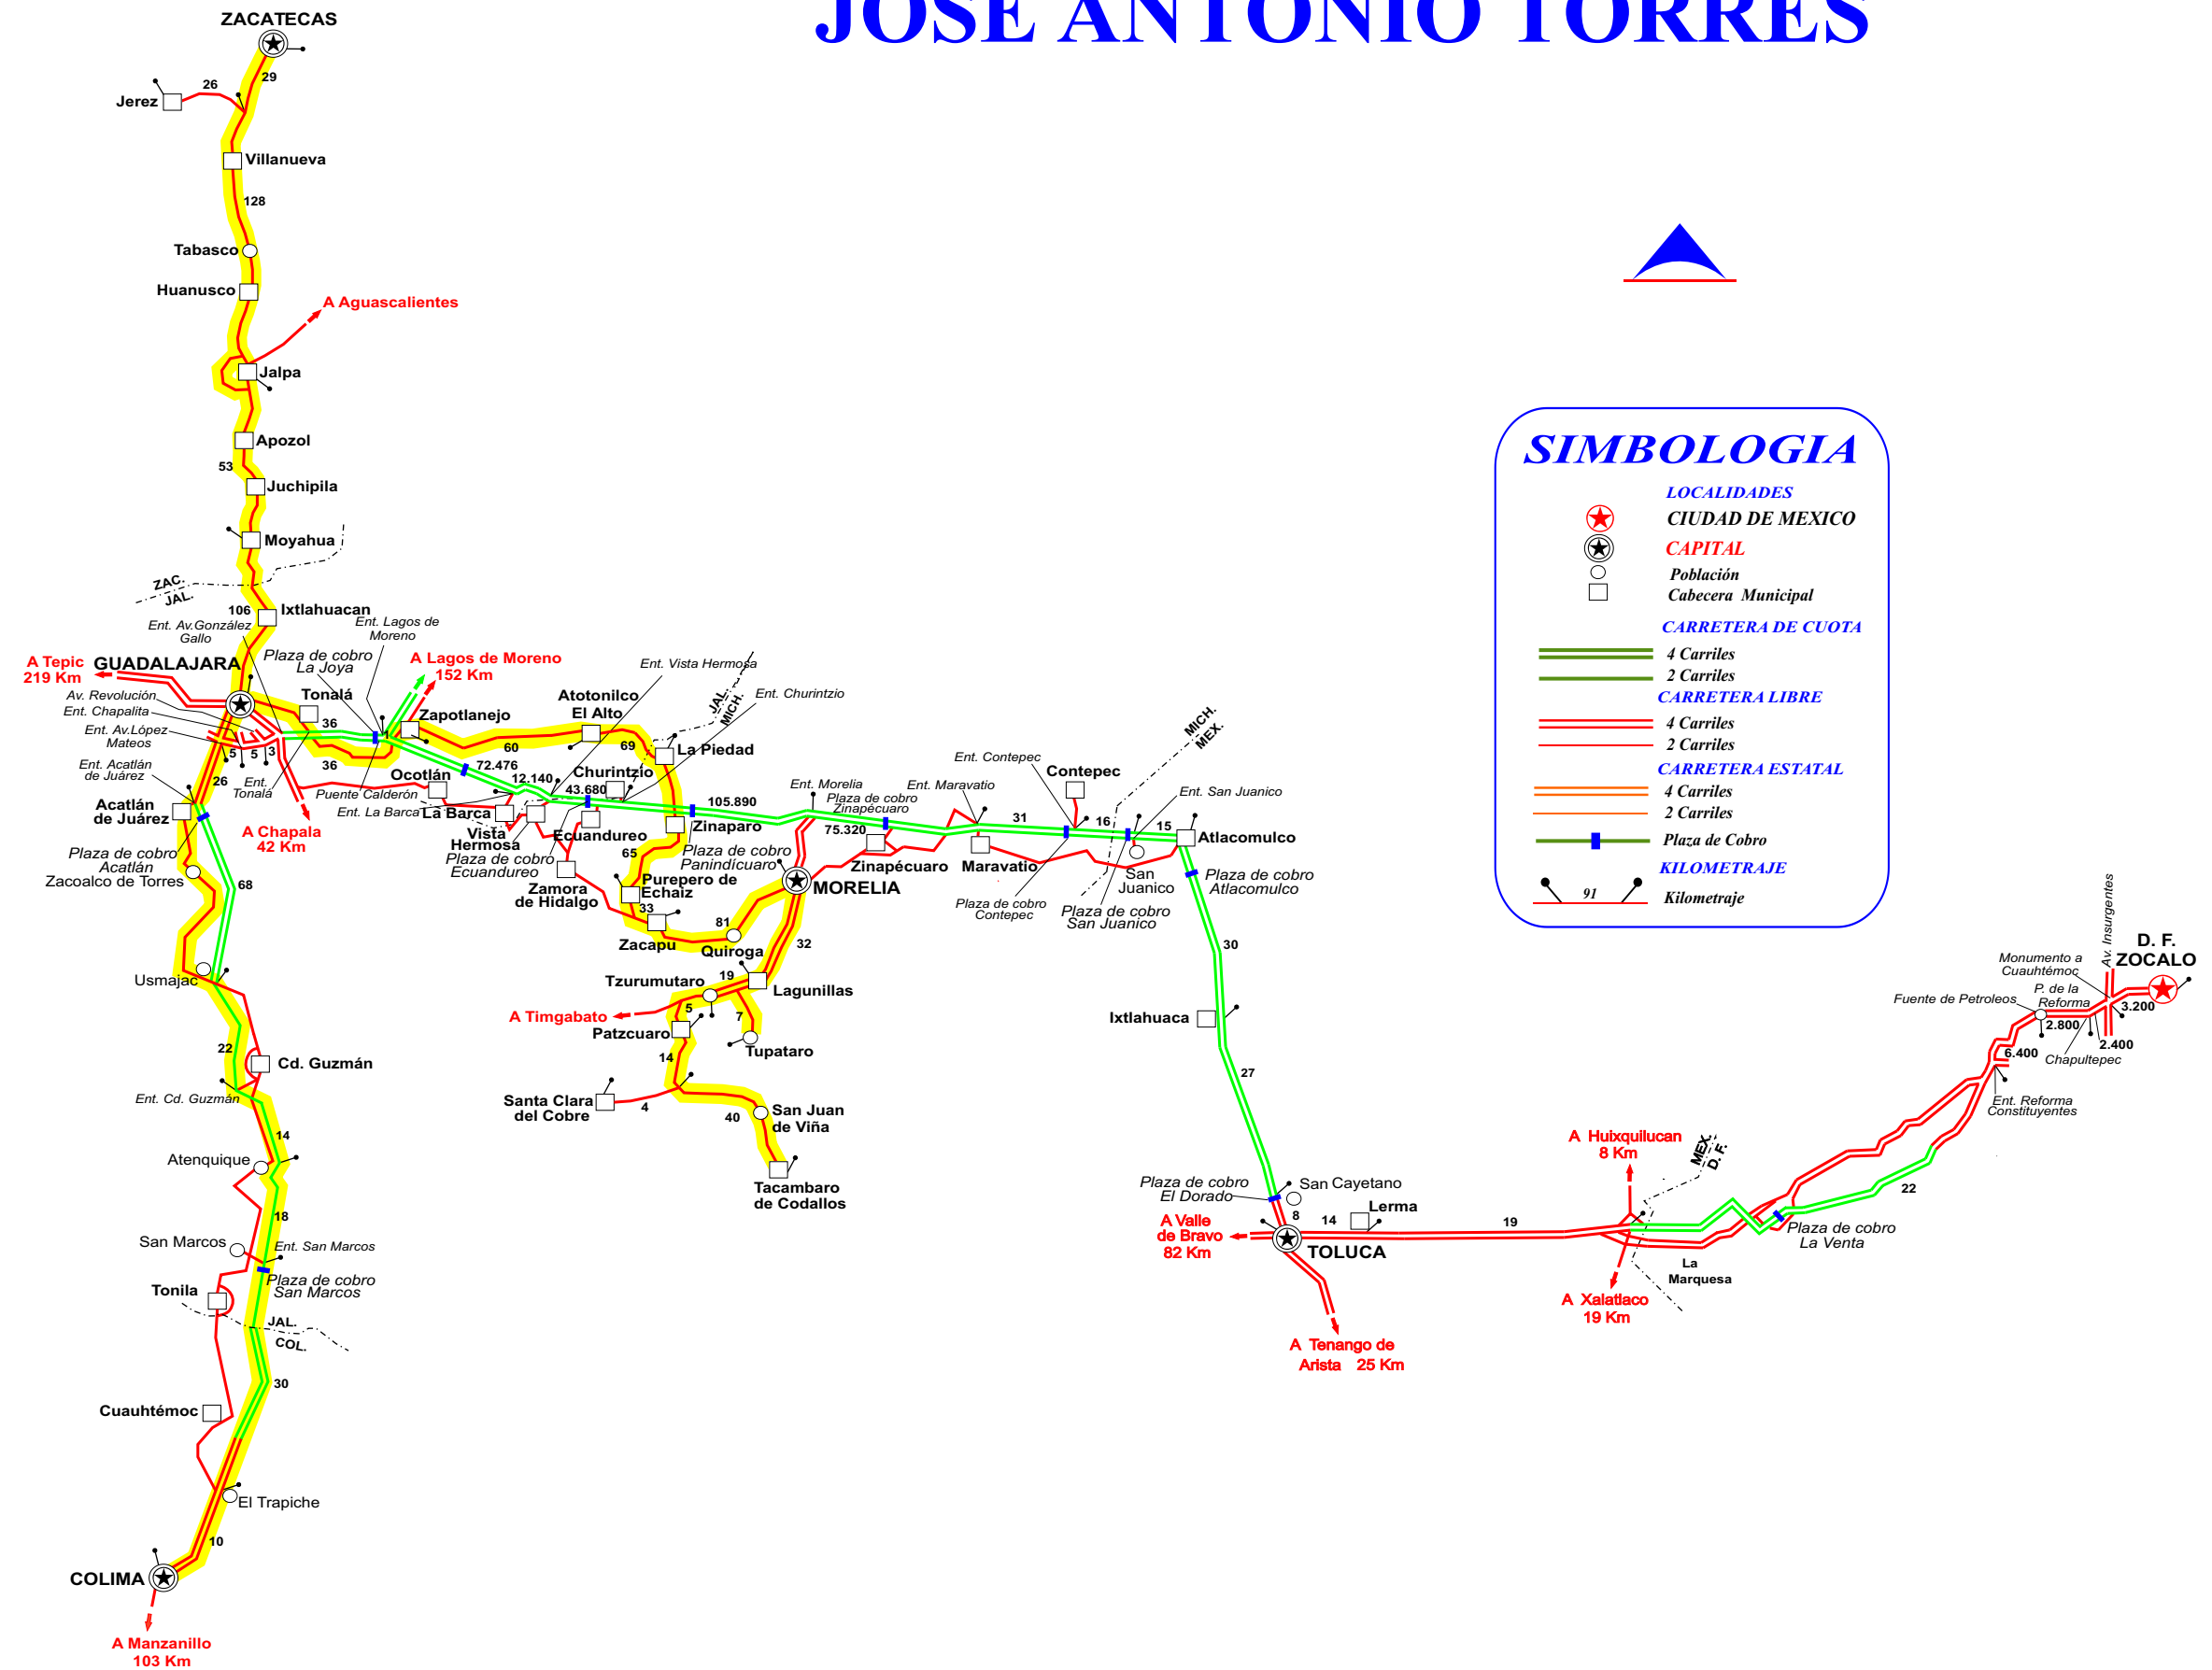 JOSE ANTONIO TORRES
ZACATECAS
29
26
Jerez
Villanueva
128
Tabasco
Huanusco
A Aguascalientes
Jalpa
Apozol
53
Juchipila
Moyahua
ZAC.
JAL.
106
Ixtlahuacan
Ent. Av.González
Gallo
Ent. Lagos de
Moreno
A Tepic
219 Km
GUADALAJARA
Plaza de cobro
La Joya
A Lagos de Moreno
152 Km
Ent. Vista Hermosa
JAL.
MICH.
Ent. Churintzio
Av. Revolución
Ent. Chapalita
Ent. Av.López
Mateos
Tonalá
36
Zapotlanejo
Atotonilco
El Alto
1
5
5
3
36
60
69
La Piedad
Ent. Acatlán
de Juárez
26
Ent.
Tonalá
Puente Calderón
Ocotlán
72.476
12.140
Churintzio
43.680
105.890
Ent. La Barca
La Barca
Acatlán
de Juárez
A Chapala
42 Km
Vista
Hermosa
Ecuandureo
Zinaparo
Plaza de cobro
Ecuandureo
65
Plaza de cobro
Panindícuaro
Plaza de cobro
Acatlán
Zacoalco de Torres
68
Zamora
de Hidalgo
Purepero de
Echaiz
33
Zacapu
81
Quiroga
MORELIA
Ent. Morelia
Plaza de cobro
Zinapécuaro
75.320
Zinapécuaro
Ent. Maravatio
Maravatio
31
Ent. Contepec
Contepec
16
MICH.
MEX.
Ent. San Juanico
15
Atlacomulco
San
Juanico
Plaza de cobro
Contepec
Plaza de cobro
San Juanico
Plaza de cobro
Atlacomulco
30
Ixtlahuaca
27
32
Tzurumutaro
19
Lagunillas
A Timgabato
5
7
Patzcuaro
Tupataro
14
Santa Clara
del Cobre
4
40
San Juan
de Viña
Tacambaro
de Codallos
Usmajac
22
Cd. Guzmán
Ent. Cd. Guzmán
14
Atenquique
18
San Marcos
Ent. San Marcos
Plaza de cobro
San Marcos
Tonila
JAL.
COL.
30
Cuauhtémoc
El Trapiche
10
COLIMA
A Manzanillo
103 Km
Plaza de cobro
El Dorado
San Cayetano
8
14
Lerma
A Valle
de Bravo
82 Km
TOLUCA
19
A Tenango de
Arista 25 Km
A Huixquilucan
8 Km
MEX.
D. F.
A Xalatlaco
19 Km
La
Marquesa
Plaza de cobro
La Venta
22
Ent. Reforma
Constituyentes
6.400
Fuente de Petroleos
2.800
Chapultepec
2.400
P. de la
Reforma
Monumento a
Cuauhtémoc
Av. Insurgentes
3.200
D. F.
ZOCALO
SIMBOLOGIA
LOCALIDADES
CIUDAD DE MEXICO
CAPITAL
Población
Cabecera Municipal
CARRETERA DE CUOTA
4 Carriles
2 Carriles
CARRETERA LIBRE
4 Carriles
2 Carriles
CARRETERA ESTATAL
4 Carriles
2 Carriles
Plaza de Cobro
KILOMETRAJE
91
Kilometraje